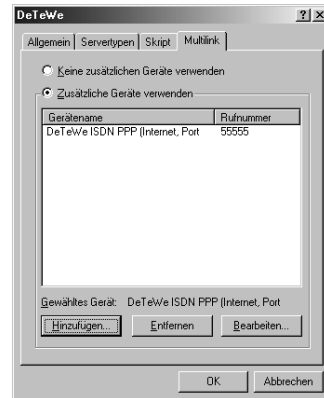 DeTeWe
Allgemein Servertypen Skript Multilink
Keine zusätzlichen Geräte verwenden
Zusätzliche Geräte verwenden
Gerätename Rufnummer
DeTeWe ISDN PPP (Internet, Port 55555
Gewähltes Gerät: DeTeWe ISDN PPP (Internet, Port
Hinzufügen... Entfernen Bearbeiten...
OK Abbrechen